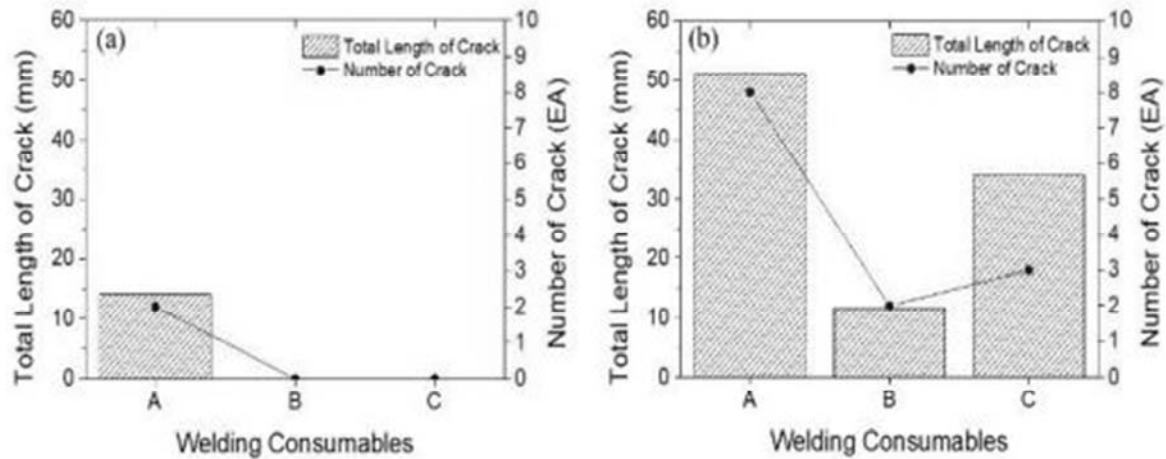 (a)
Total Length of Crack
Number of Crack
60
50
40
30
20
10
0
Total Length of Crack (mm)
10
9
8
7
6
5
4
3
2
1
0
Number of Crack (EA)
A B C
Welding Consumables
(b)
Total Length of Crack
Number of Crack
60
50
40
30
20
10
0
Total Length of Crack (mm)
10
9
8
7
6
5
4
3
2
1
0
Number of Crack (EA)
A B C
Welding Consumables